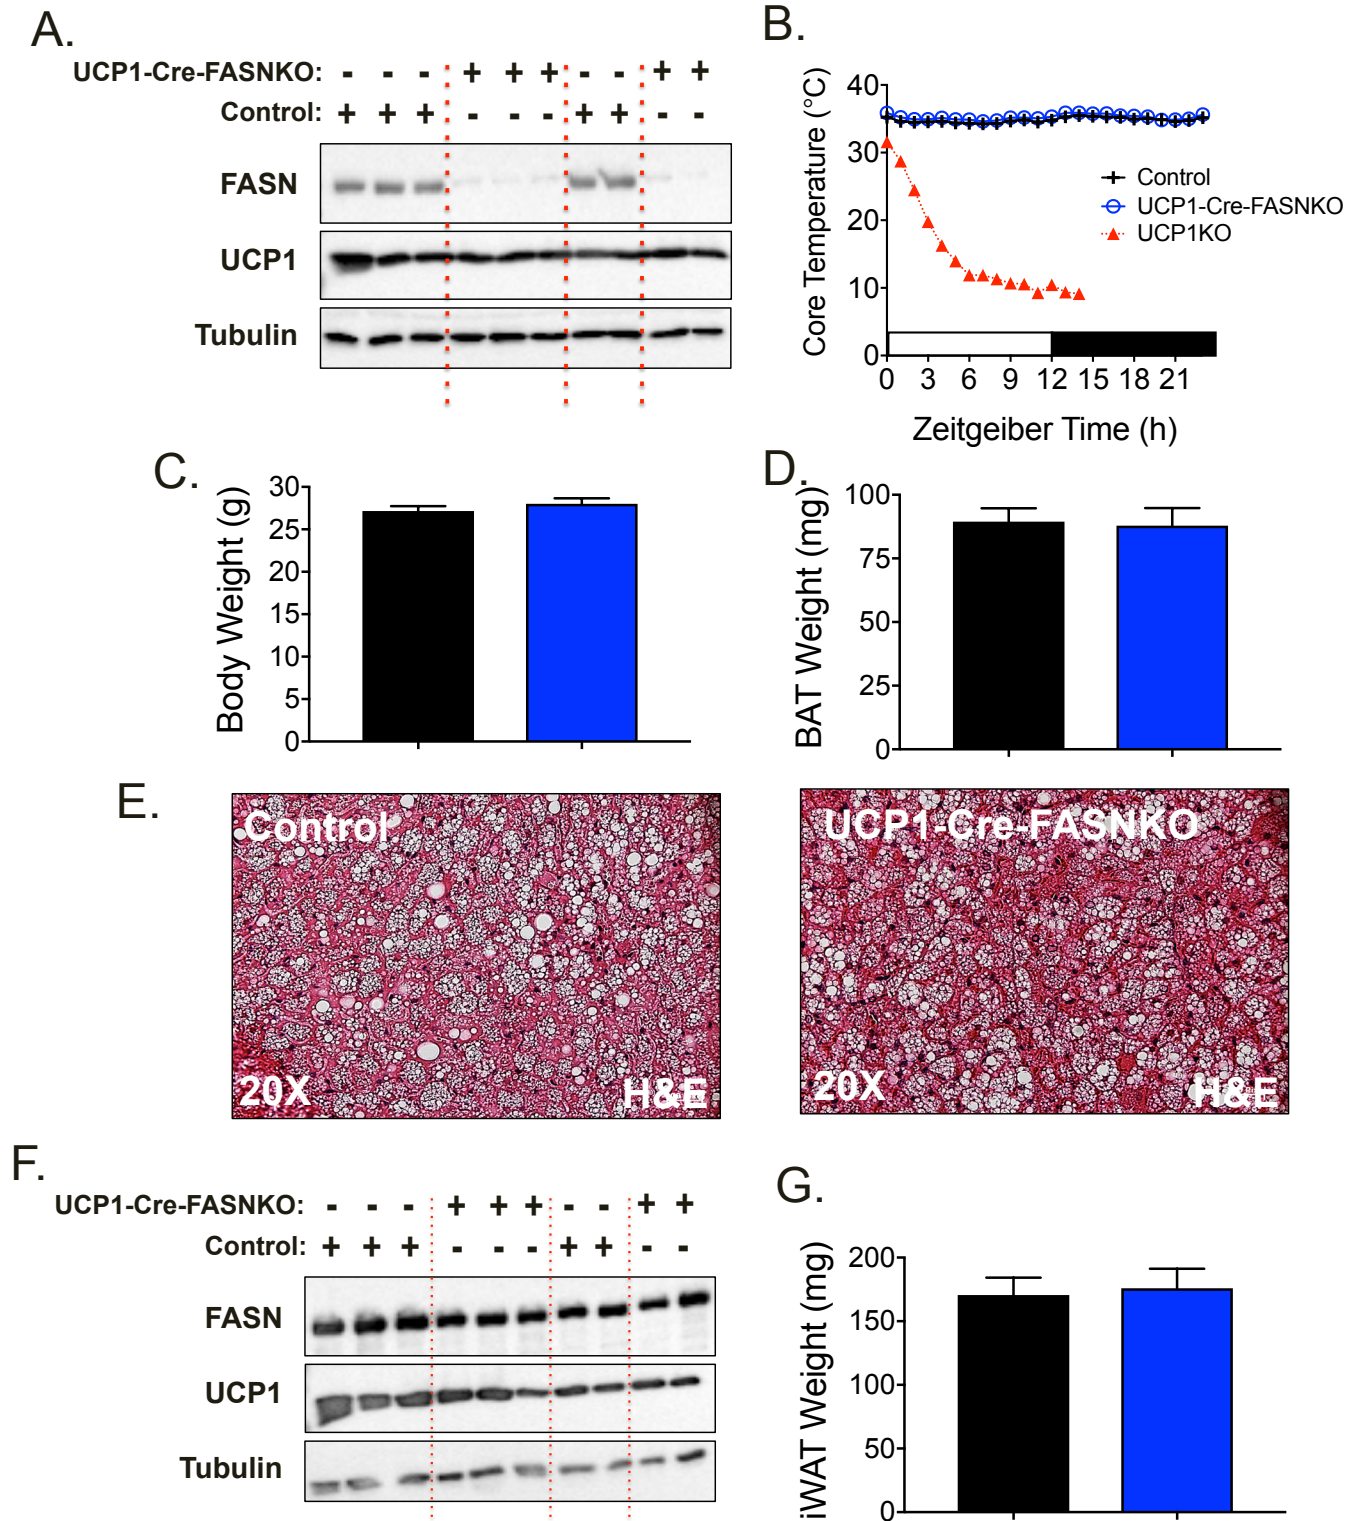 A.
UCP1-Cre-FASNKO: - - - + + + - - + +
Control: + + + - - - + + - -
FASN
UCP1
Tubulin
B.
Core Temperature (°C)
40
30
20
10
0
0 3 6 9 12 15 18 21
Zeitgeiber Time (h)
Control
UCP1-Cre-FASNKO
UCP1KO
C.
Body Weight (g)
30
25
20
15
10
5
0
D.
BAT Weight (mg)
100
75
50
25
0
E.
Control
20X
H&E
UCP1-Cre-FASNKO
20X
H&E
F.
UCP1-Cre-FASNKO: - - - + + + - - + +
Control: + + + - - - + + - -
FASN
UCP1
Tubulin
G.
iWAT Weight (mg)
200
150
100
50
0